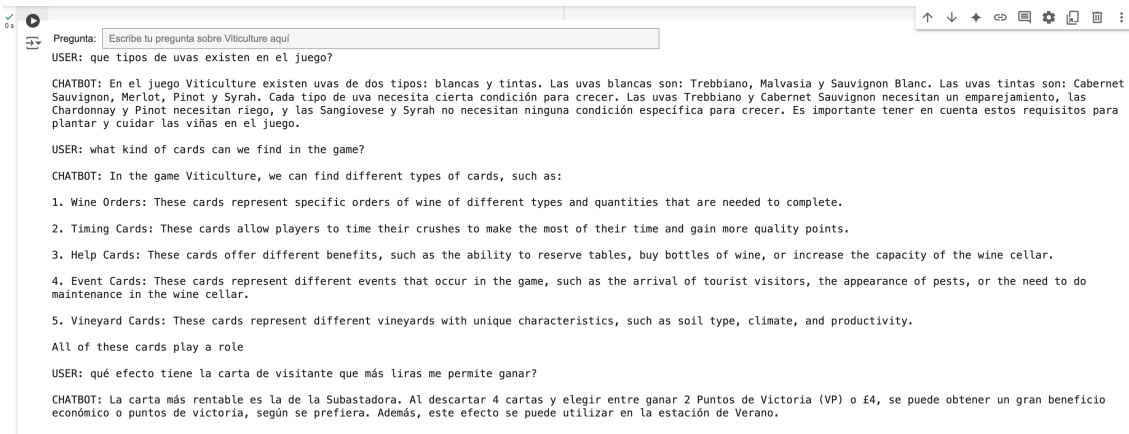 0 s
Pregunta: Escribe tu pregunta sobre Viticulture aquí
USER: que tipos de uvas existen en el juego?
CHATBOT: En el juego Viticulture existen uvas de dos tipos: blancas y tintas. Las uvas blancas son: Trebbiano, Malvasia y Sauvignon Blanc. Las uvas tintas son: Cabernet
Sauvignon, Merlot, Pinot y Syrah. Cada tipo de uva necesita cierta condición para crecer. Las uvas Trebbiano y Cabernet Sauvignon necesitan un emparejamiento, las
Chardonnay y Pinot necesitan riego, y las Sangiovese y Syrah no necesitan ninguna condición específica para crecer. Es importante tener en cuenta estos requisitos para
plantar y cuidar las viñas en el juego.
USER: what kind of cards can we find in the game?
CHATBOT: In the game Viticulture, we can find different types of cards, such as:
1. Wine Orders: These cards represent specific orders of wine of different types and quantities that are needed to complete.
2. Timing Cards: These cards allow players to time their crushes to make the most of their time and gain more quality points.
3. Help Cards: These cards offer different benefits, such as the ability to reserve tables, buy bottles of wine, or increase the capacity of the wine cellar.
4. Event Cards: These cards represent different events that occur in the game, such as the arrival of tourist visitors, the appearance of pests, or the need to do
maintenance in the wine cellar.
5. Vineyard Cards: These cards represent different vineyards with unique characteristics, such as soil type, climate, and productivity.
All of these cards play a role
USER: qué efecto tiene la carta de visitante que más liras me permite ganar?
CHATBOT: La carta más rentable es la de la Subastadora. Al descartar 4 cartas y elegir entre ganar 2 Puntos de Victoria (VP) o £4, se puede obtener un gran beneficio
económico o puntos de victoria, según se prefiera. Además, este efecto se puede utilizar en la estación de Verano.